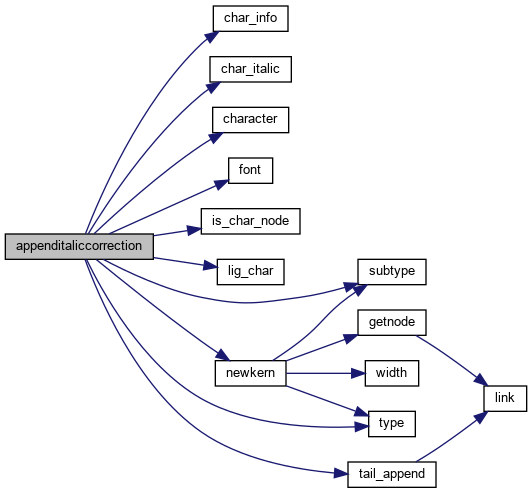 char_info
char_italic
character
font
is_char_node
appenditaliccorrection
lig_char
subtype
getnode
newkern
width
link
type
tail_append